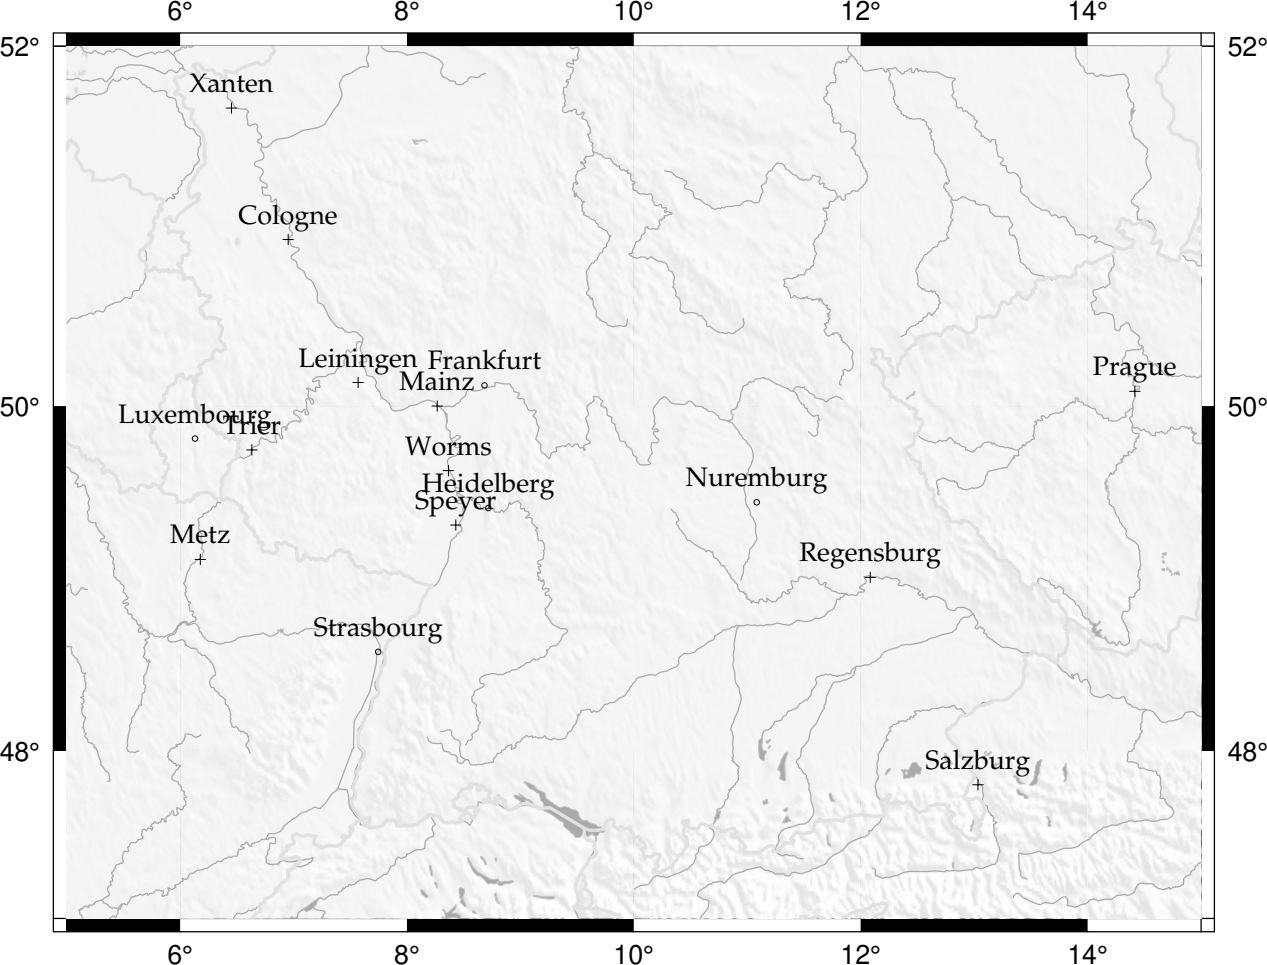 6° 8° 10° 12° 14°
52° 52°
Xanten
Cologne
Leiningen Frankfurt
Mainz
Prague
50° 50°
Luxembourg
Trier
Worms
Nuremburg
Heidelberg
Speyer
Metz
Regensburg
Strasbourg
48° 48°
Salzburg
6° 8° 10° 12° 14°